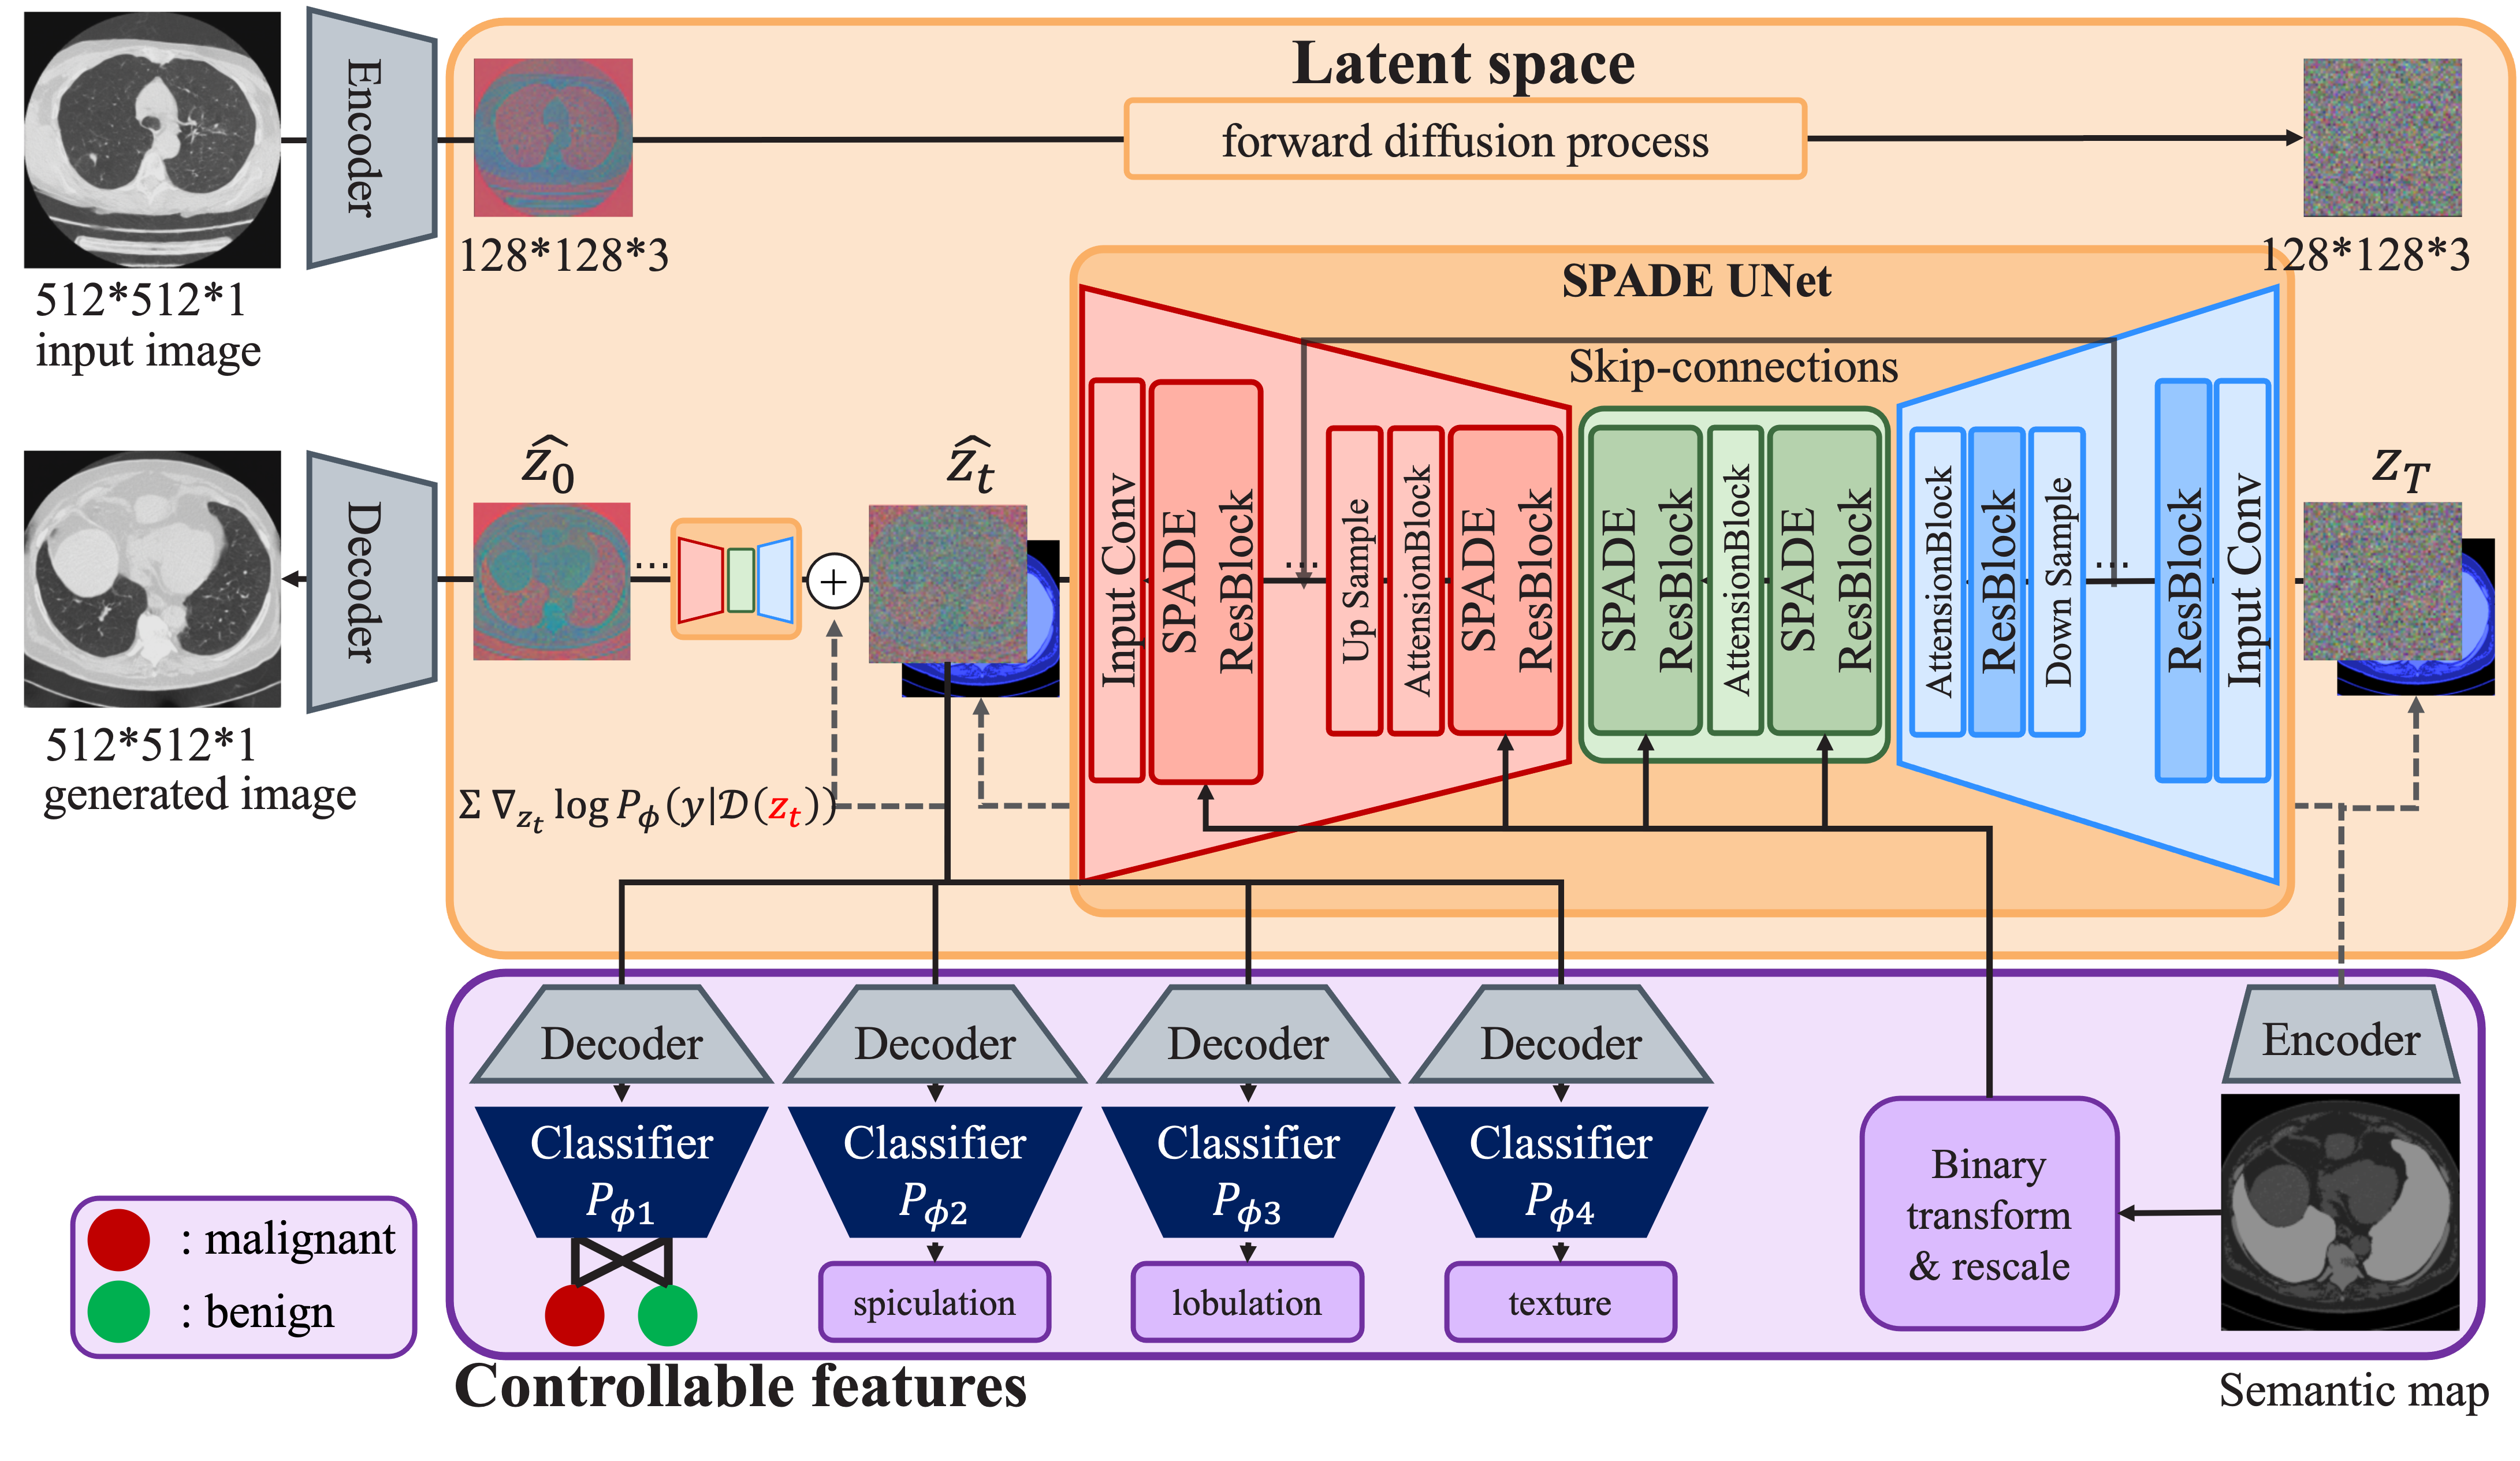 Latent space
Encoder
forward diffusion process
128*128*3
128*128*3
512*512*1
input image
SPADE UNet
Skip-connections
Decoder
$\widehat{z_0}$
...
+
$\widehat{z_t}$
Input Conv
SPADE
ResBlock
...
Up Sample
AttensionBlock
SPADE
ResBlock
SPADE
ResBlock
AttensionBlock
SPADE
ResBlock
AttensionBlock
ResBlock
Down Sample
...
ResBlock
Input Conv
$z_T$
512*512*1
generated image
$\Sigma \nabla_{z_t} \log P_\phi(y|\mathcal{D}(z_t))$
Decoder
Decoder
Decoder
Decoder
Encoder
Classifier
$P_{\phi 1}$
Classifier
$P_{\phi 2}$
Classifier
$P_{\phi 3}$
Classifier
$P_{\phi 4}$
Binary
transform
& rescale
: malignant
: benign
spiculation
lobulation
texture
Controllable features
Semantic map